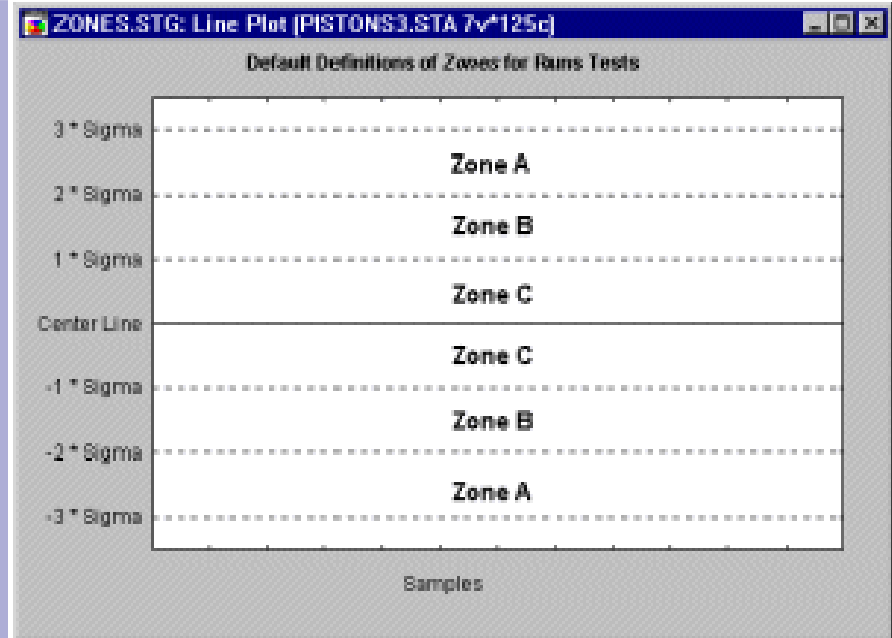 ZONES.STG: Line Plot (PISTONS3.STA 7v*125c)
Default Definitions of Zones for Runs Tests
3 * Sigma
Zone A
2 * Sigma
Zone B
1 * Sigma
Zone C
Center Line
Zone C
-1 * Sigma
Zone B
-2 * Sigma
Zone A
-3 * Sigma
Samples